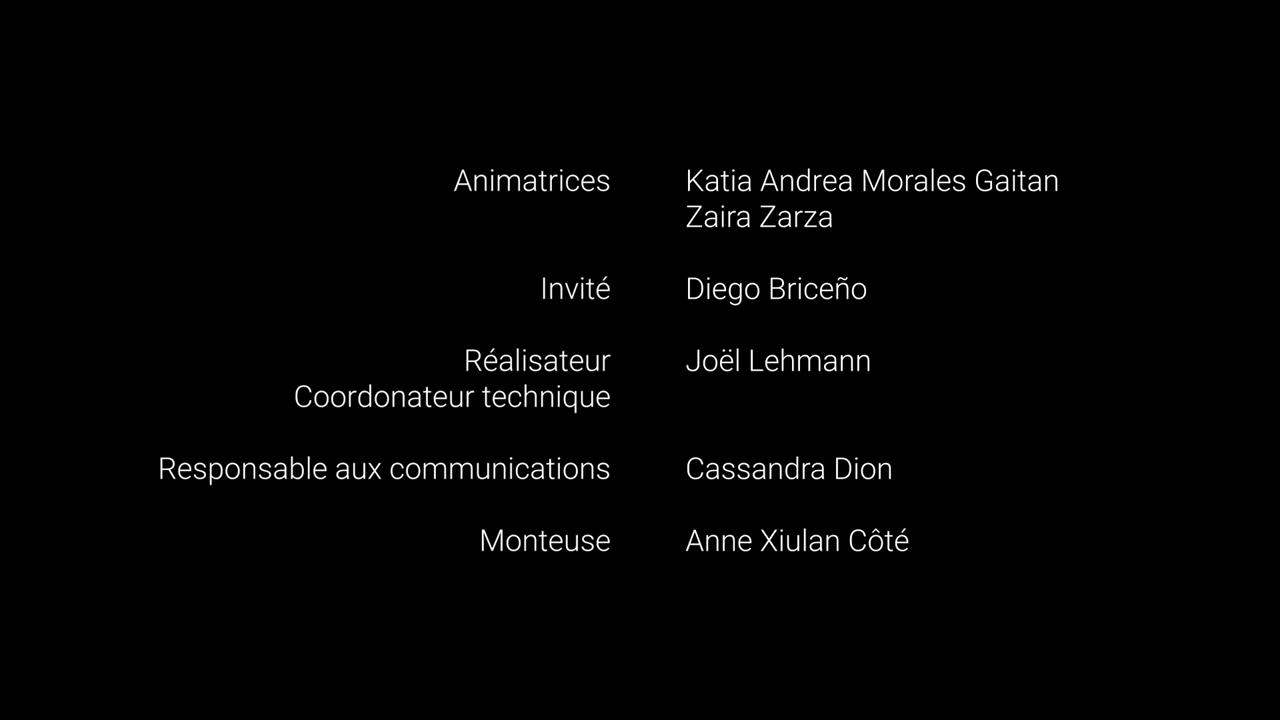 Animatrices Katia Andrea Morales Gaitan
Zaira Zarza
Invité Diego Briceño
Réalisateur Joël Lehmann
Coordonateur technique
Responsable aux communications Cassandra Dion
Monteuse Anne Xiulan Côté